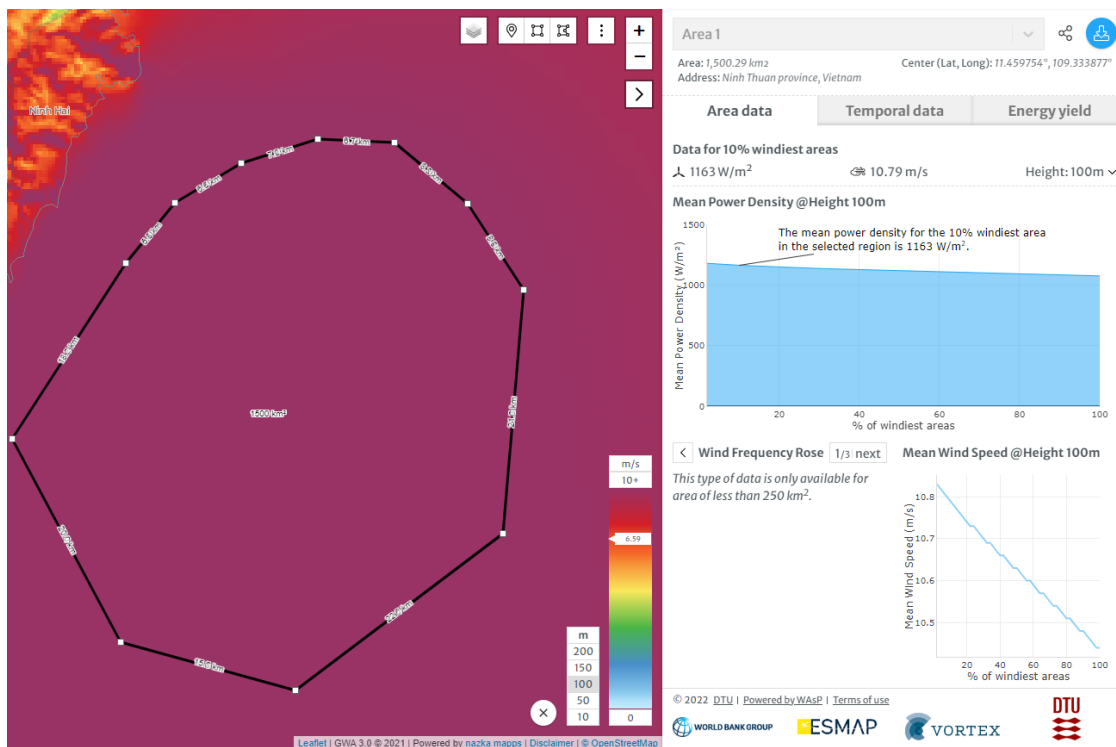 Ninh Hai
1500 km²
m/s
10+
6.59
0
m
200
150
100
50
10
+
−
Leaflet | GWA 3.0 © 2021 | Powered by nazka mapps | Disclaimer | © OpenStreetMap
Area 1
Area: 1,500.29 km2
Center (Lat, Long): 11.459754°, 109.333877°
Address: Ninh Thuan province, Vietnam
Area data
Temporal data
Energy yield
Data for 10% windiest areas
1163 W/m²
10.79 m/s
Height: 100m
Mean Power Density @Height 100m
1500
1000
500
0
Mean Power Density (W/m²)
The mean power density for the 10% windiest area
in the selected region is 1163 W/m².
20
40
60
80
100
% of windiest areas
Wind Frequency Rose
1/3 next
This type of data is only available for
area of less than 250 km².
Mean Wind Speed @Height 100m
10.8
10.7
10.6
10.5
Mean Wind Speed (m/s)
20
40
60
80
100
% of windiest areas
© 2022 DTU | Powered by WAsP | Terms of use
WORLD BANK GROUP
ESMAP
VORTEX
DTU